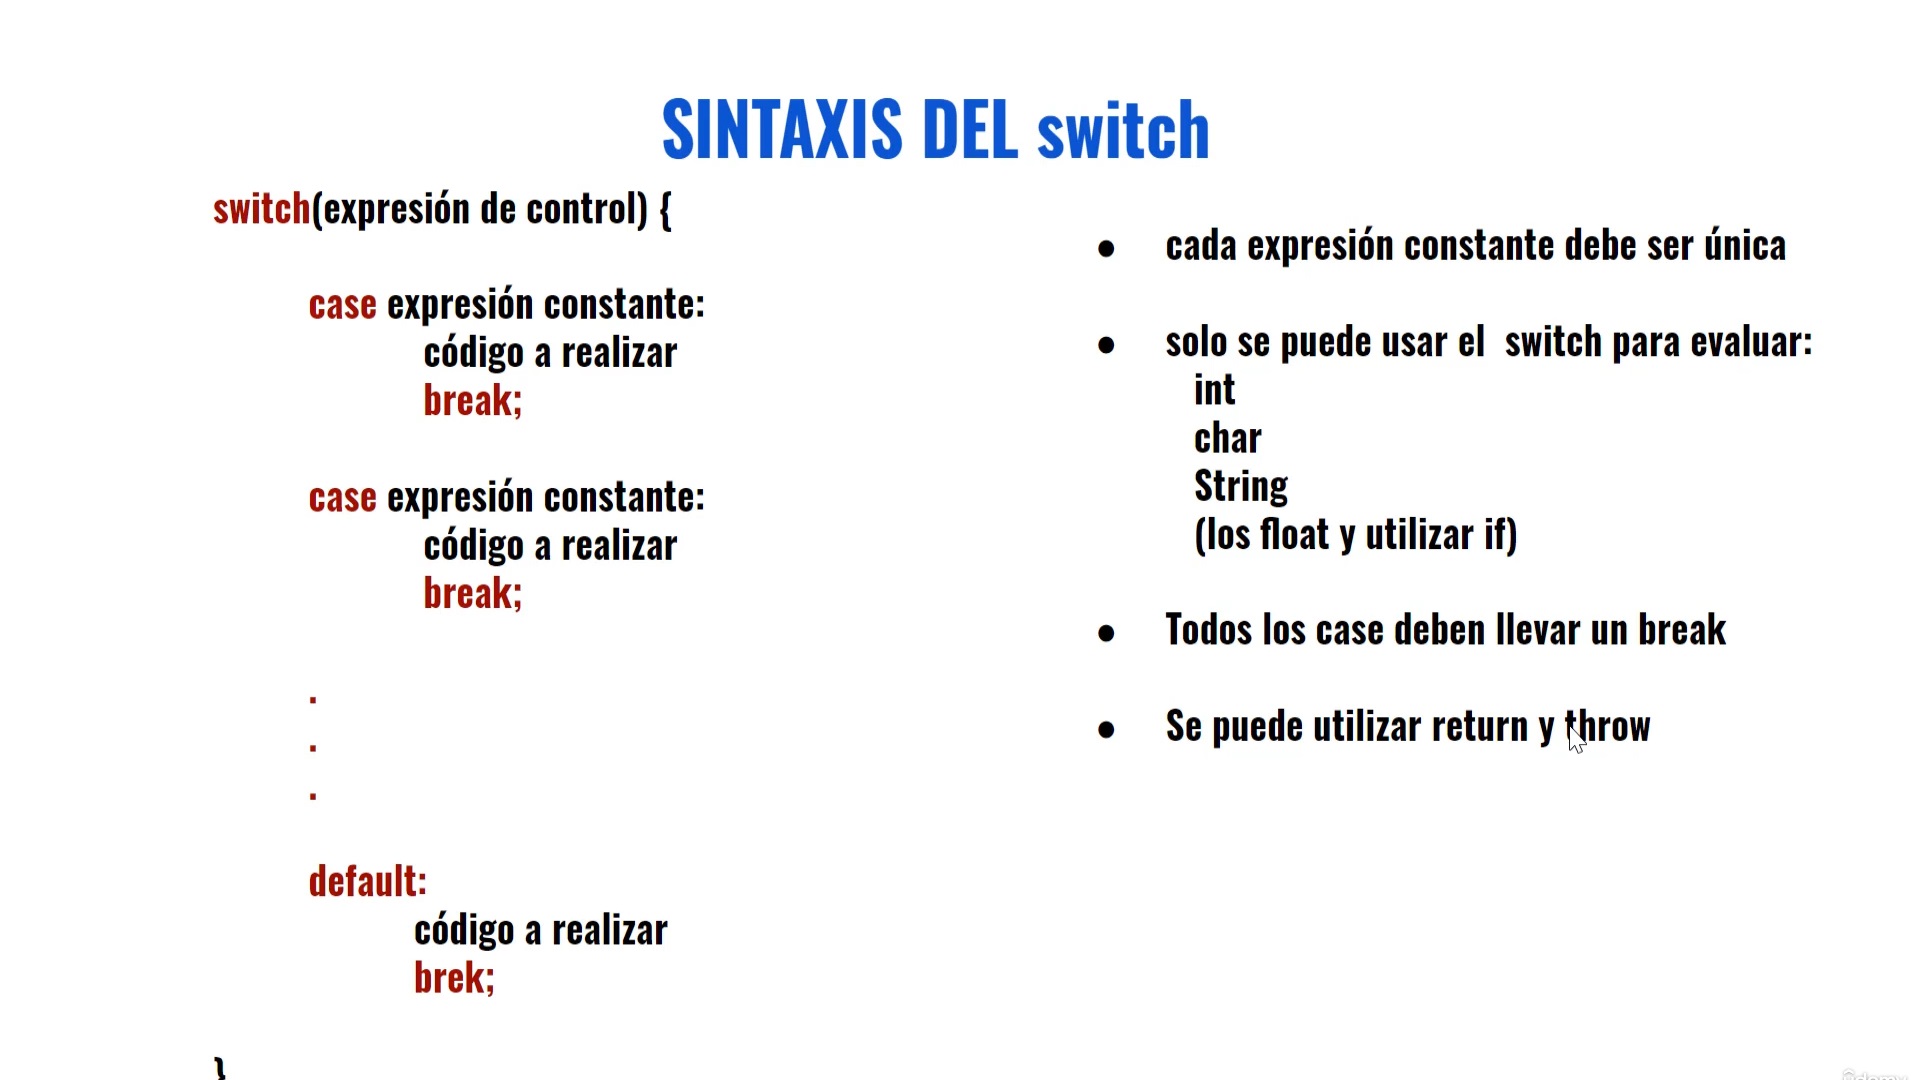 SINTAXIS DEL switch
switch(expresión de control) {
case expresión constante:
código a realizar
break;
case expresión constante:
código a realizar
break;
.
.
.
default:
código a realizar
brek;
}
● cada expresión constante debe ser única
● solo se puede usar el switch para evaluar:
int
char
String
(los float y utilizar if)
● Todos los case deben llevar un break
● Se puede utilizar return y throw